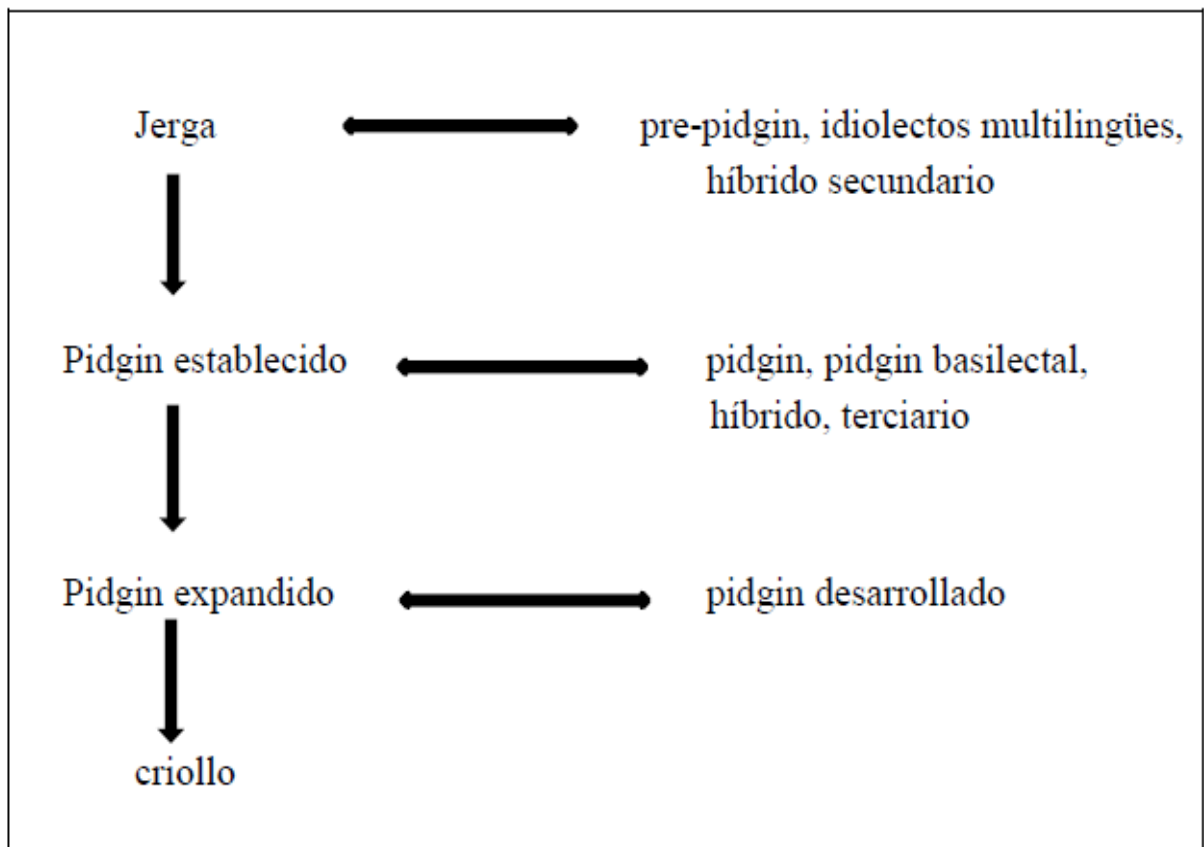 Jerga
pre-pidgin, idiolectos multilingües,
híbrido secundario
Pidgin establecido
pidgin, pidgin basilectal,
híbrido, terciario
Pidgin expandido
pidgin desarrollado
criollo